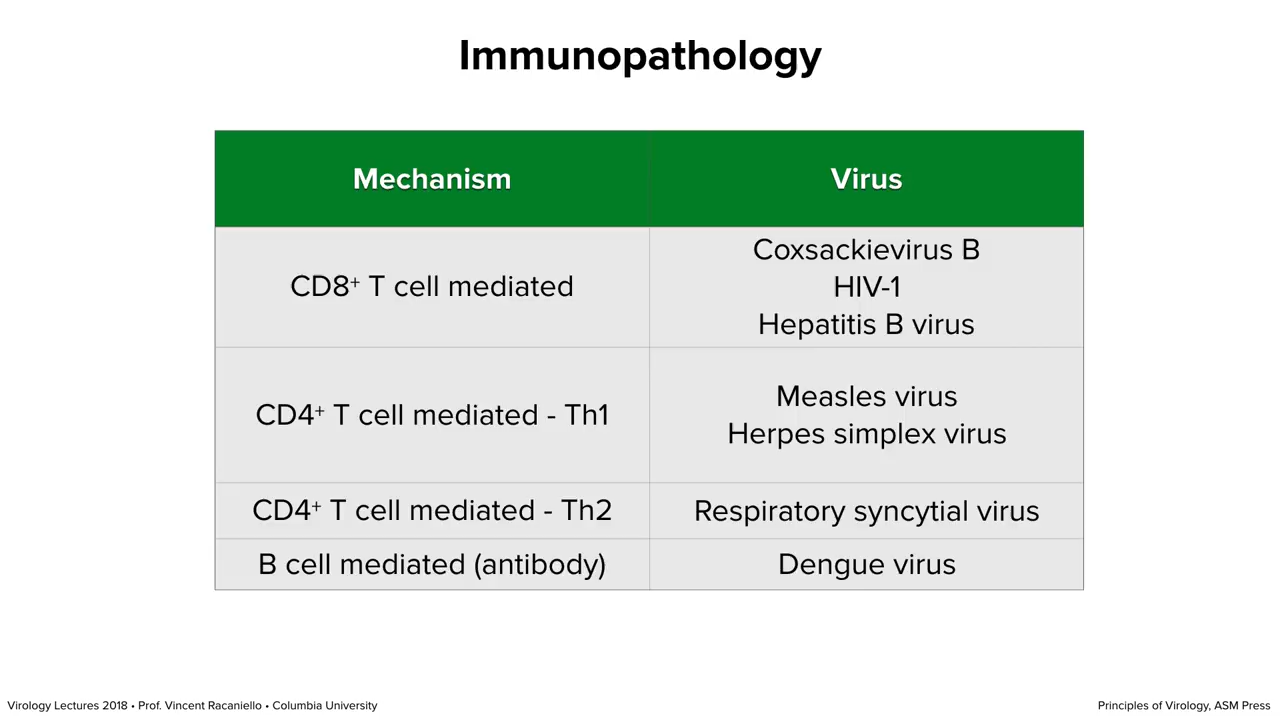 Immunopathology
Mechanism
Virus
CD8⁺ T cell mediated
Coxsackievirus B
HIV-1
Hepatitis B virus
CD4⁺ T cell mediated - Th1
Measles virus
Herpes simplex virus
CD4⁺ T cell mediated - Th2
Respiratory syncytial virus
B cell mediated (antibody)
Dengue virus
Virology Lectures 2018 • Prof. Vincent Racaniello • Columbia University
Principles of Virology, ASM Press